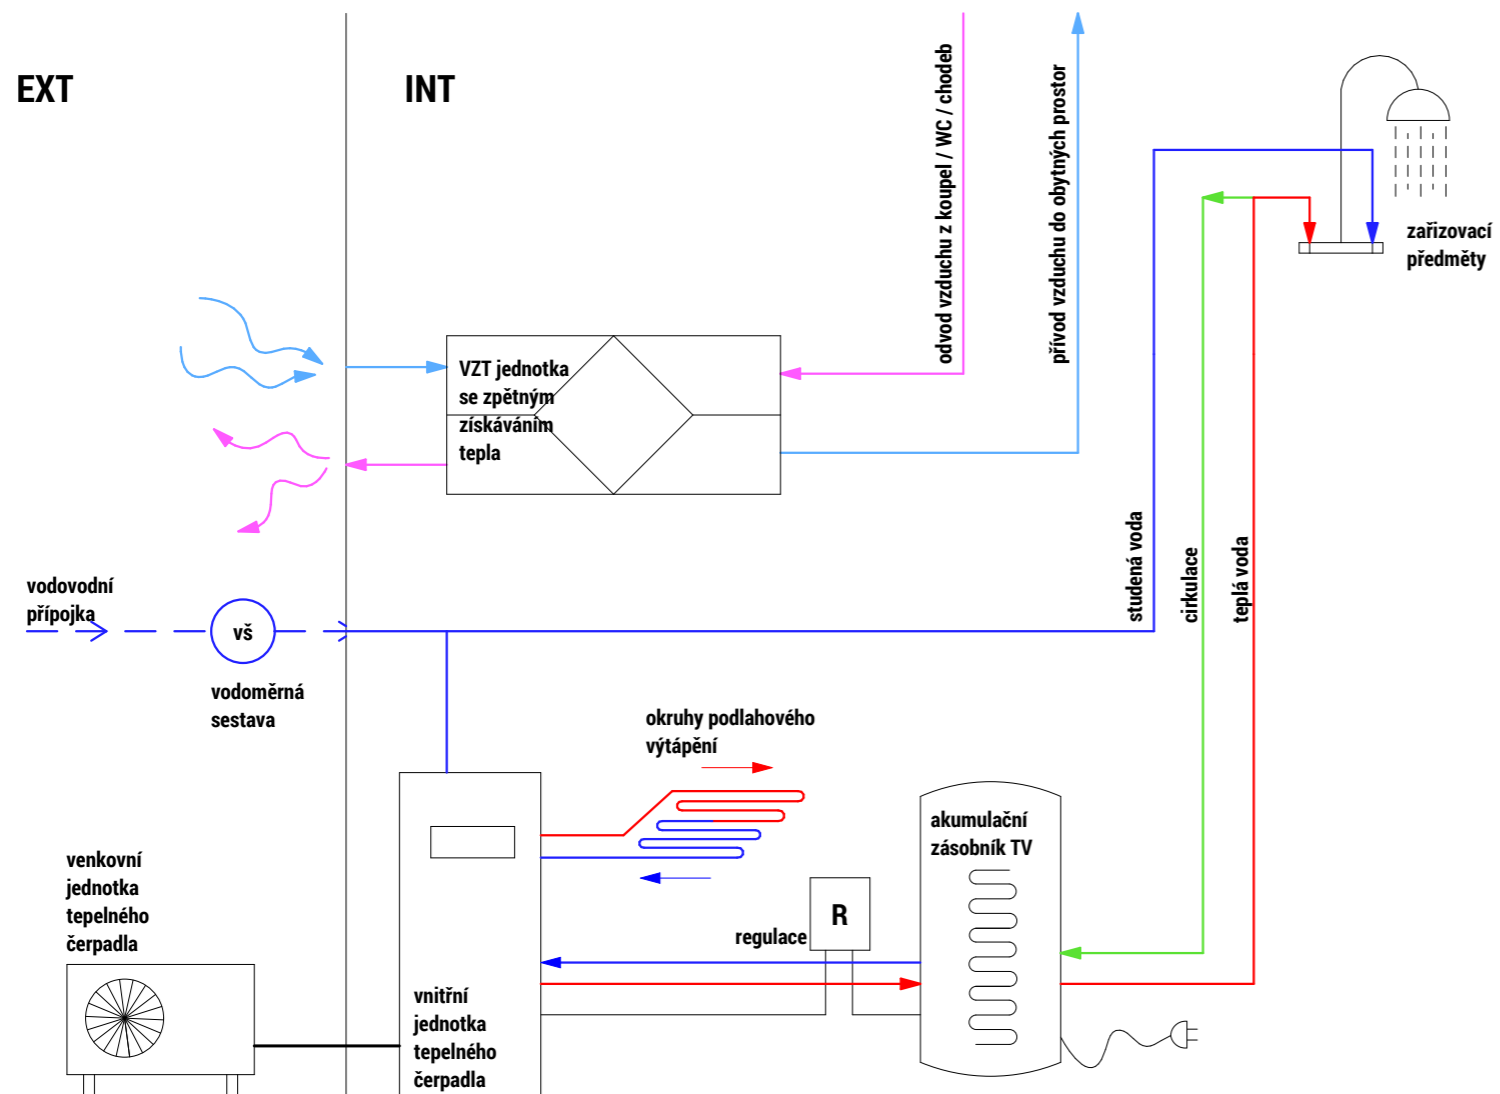 EXT
INT
odvod vzduchu z koupel / WC / chodeb
přívod vzduchu do obytných prostor
zařizovací
předměty
VZT jednotka
se zpětným
získáváním
tepla
studená voda
cirkulace
teplá voda
vodovodní
přípojka
vš
vodoměrná
sestava
okruhy podlahového
výtápění
akumulační
zásobník TV
venkovní
jednotka
tepelného
čerpadla
R
regulace
vnitřní
jednotka
tepelného
čerpadla